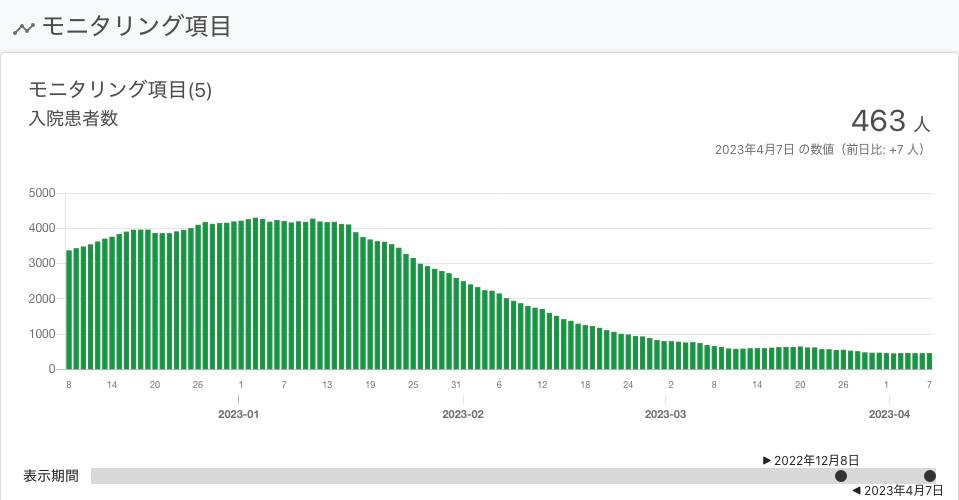 モニタリング項目
モニタリング項目(5)
入院患者数
463 人
2023年4月7日 の数値（前日比: +7 人）
5000
4000
3000
2000
1000
0
8 14 20 26 1 7 13 19 25 31 6 12 18 24 2 8 14 20 26 1 7
2023-01 2023-02 2023-03 2023-04
▶ 2022年12月8日
表示期間
◀ 2023年4月7日